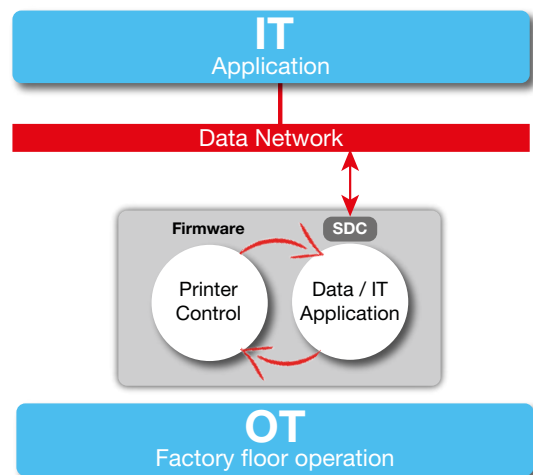 IT
Application
Data Network
Firmware
SDC
Printer
Control
Data / IT
Application
OT
Factory floor operation